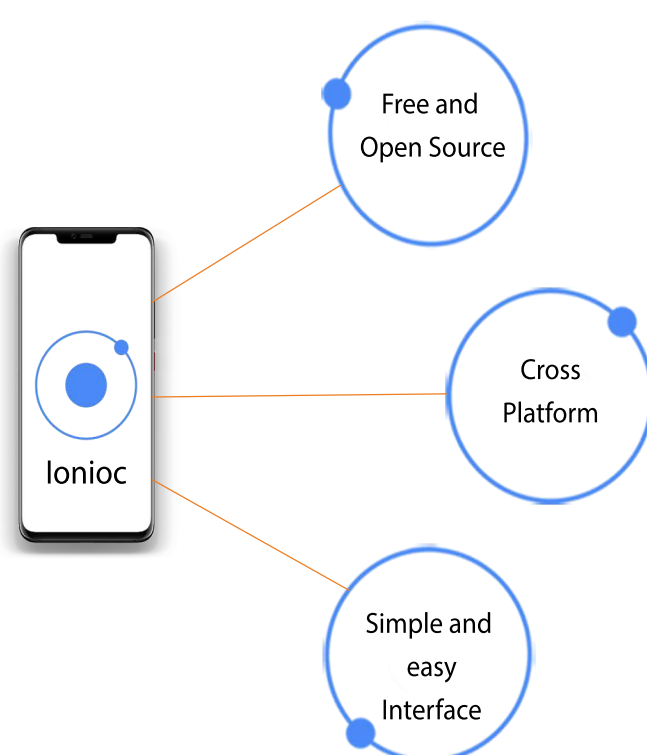 Free and
Open Source
Cross
Platform
Ionioc
Simple and
easy
Interface